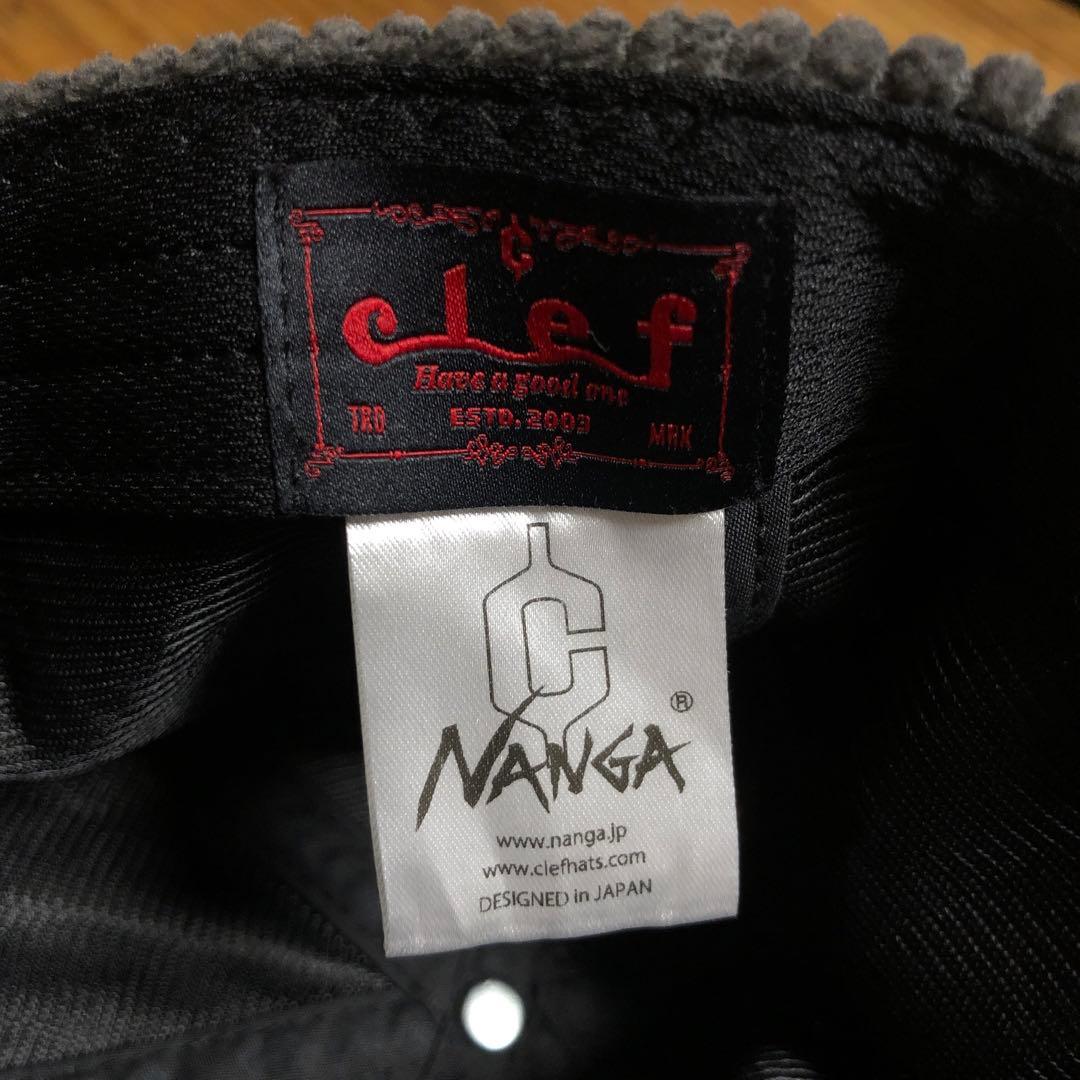 ¢
clef
Have a good one
TRD ESTD. 2003 MRK
C
NANGA®
www.nanga.jp
www.clefhats.com
DESIGNED in JAPAN